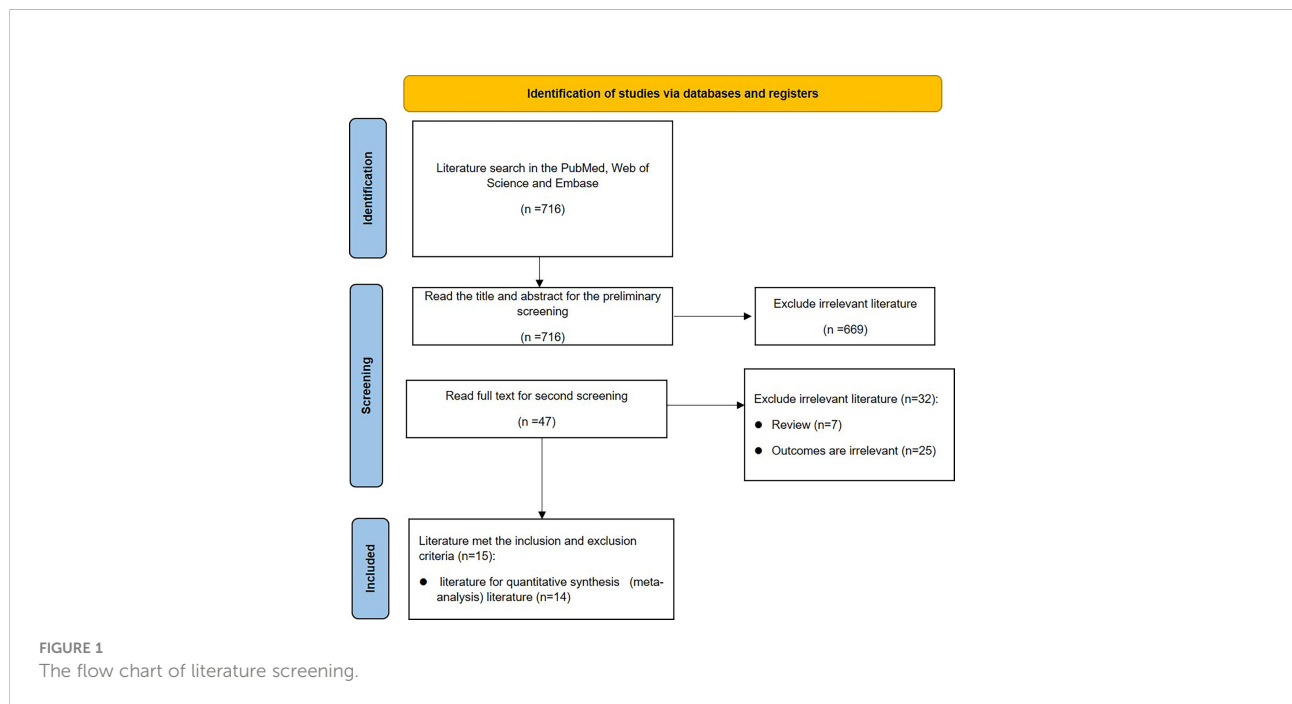 Identification of studies via databases and registers
Identification
Literature search in the PubMed, Web of
Science and Embase
(n =716)
Screening
Read the title and abstract for the preliminary
screening
(n =716)
Exclude irrelevant literature
(n =669)
Read full text for second screening
(n =47)
Exclude irrelevant literature (n=32):
● Review (n=7)
● Outcomes are irrelevant (n=25)
Included
Literature met the inclusion and exclusion
criteria (n=15):
● literature for quantitative synthesis (meta-
analysis) literature (n=14)
FIGURE 1
The flow chart of literature screening.